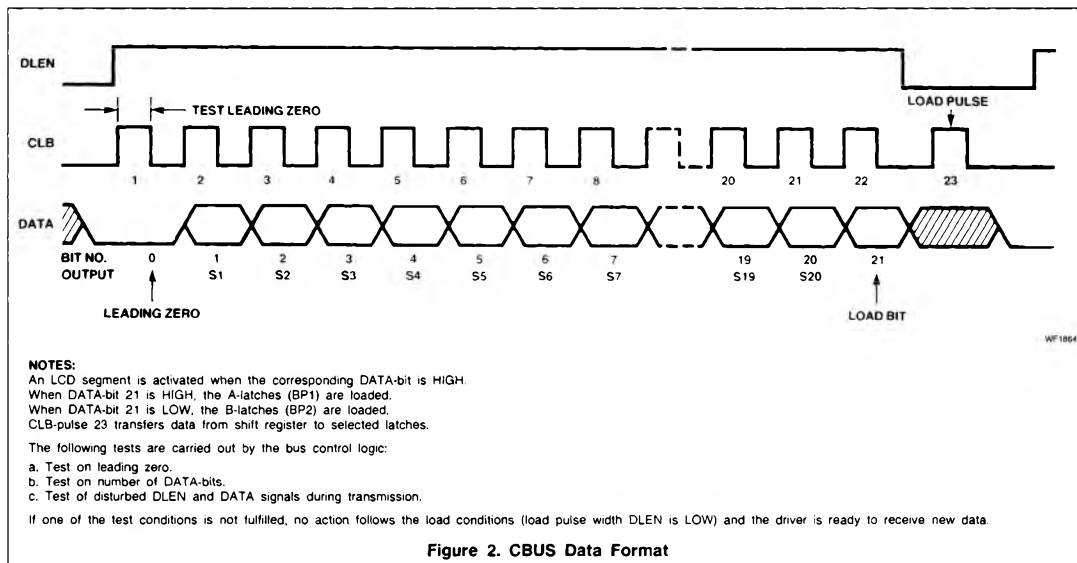 DLEN
LOAD PULSE
TEST LEADING ZERO
CLB
1 2 3 4 5 6 7 8 20 21 22 23
DATA
BIT NO. 0 1 2 3 4 5 6 7 19 20 21
OUTPUT S1 S2 S3 S4 S5 S6 S7 S19 S20
LEADING ZERO
LOAD BIT
WF1864
NOTES:
An LCD segment is activated when the corresponding DATA-bit is HIGH.
When DATA-bit 21 is HIGH, the A-latches (BP1) are loaded.
When DATA-bit 21 is LOW, the B-latches (BP2) are loaded.
CLB-pulse 23 transfers data from shift register to selected latches.
The following tests are carried out by the bus control logic:
a. Test on leading zero.
b. Test on number of DATA-bits.
c. Test of disturbed DLEN and DATA signals during transmission.
If one of the test conditions is not fulfilled, no action follows the load conditions (load pulse width DLEN is LOW) and the driver is ready to receive new data.
Figure 2. CBUS Data Format